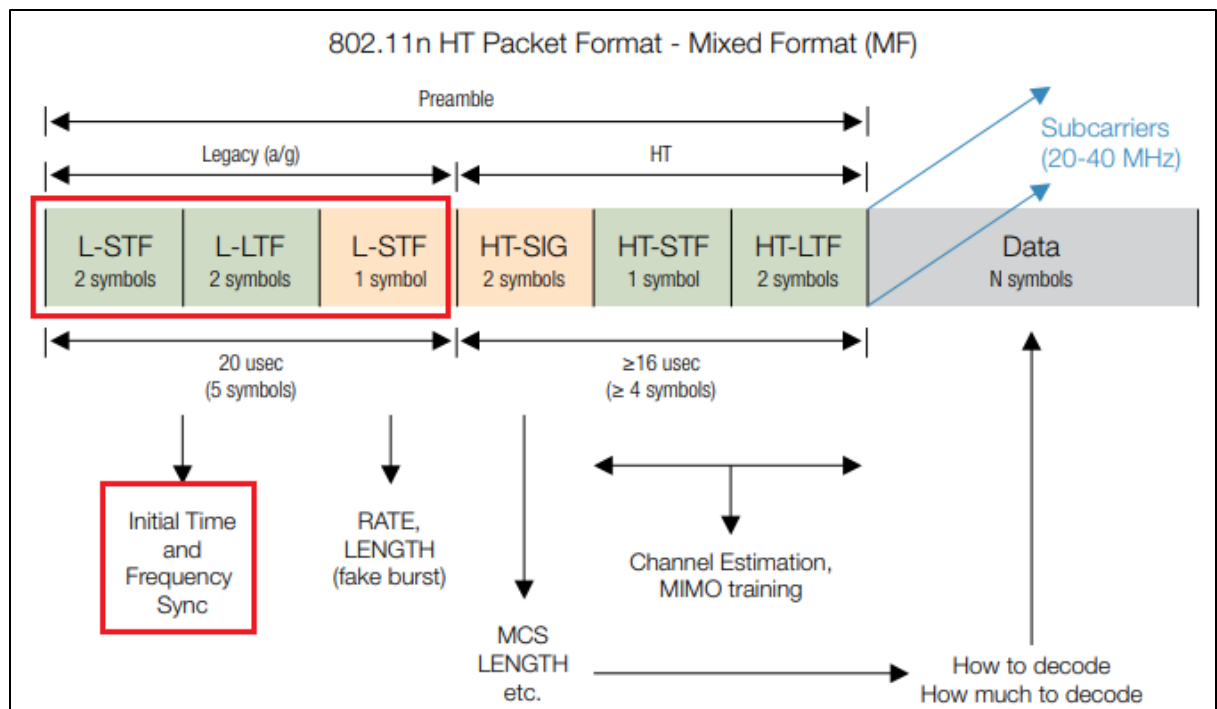 802.11n HT Packet Format - Mixed Format (MF)
Preamble
Legacy (a/g)
HT
Subcarriers
(20-40 MHz)
L-STF
2 symbols
L-LTF
2 symbols
L-STF
1 symbol
HT-SIG
2 symbols
HT-STF
1 symbol
HT-LTF
2 symbols
Data
N symbols
20 usec
(5 symbols)
≥16 usec
(≥ 4 symbols)
Initial Time
and
Frequency
Sync
RATE,
LENGTH
(fake burst)
Channel Estimation,
MIMO training
MCS
LENGTH
etc.
How to decode
How much to decode